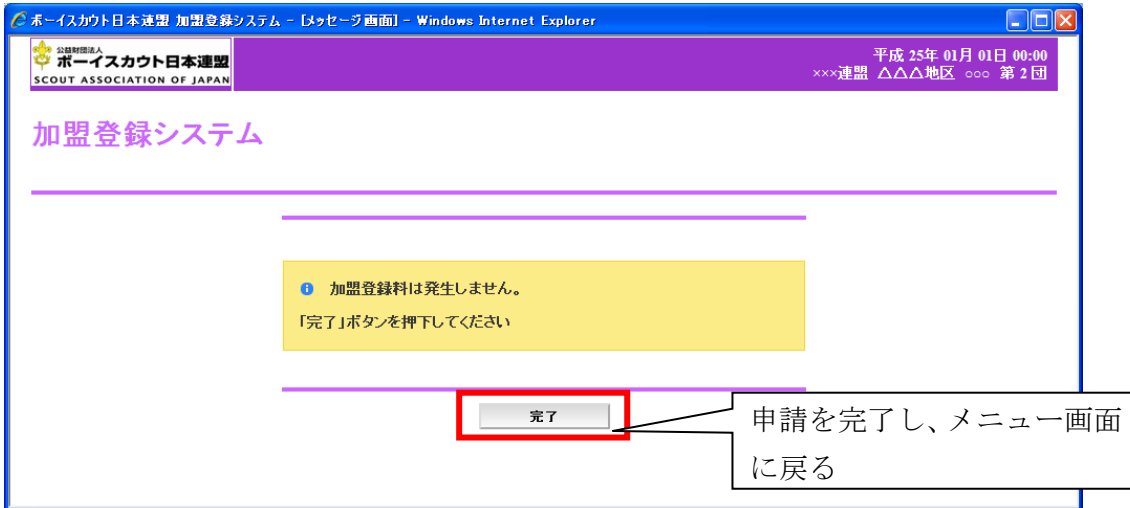 ボーイスカウト日本連盟 加盟登録システム - [メッセージ画面] - Windows Internet Explorer
公益財団法人
ボーイスカウト日本連盟
SCOUT ASSOCIATION OF JAPAN
平成 25年 01月 01日 00:00
×××連盟 △△△地区 ○○○ 第 2 団
加盟登録システム
加盟登録料は発生しません。
「完了」ボタンを押下してください
完了
申請を完了し、メニュー画面
に戻る